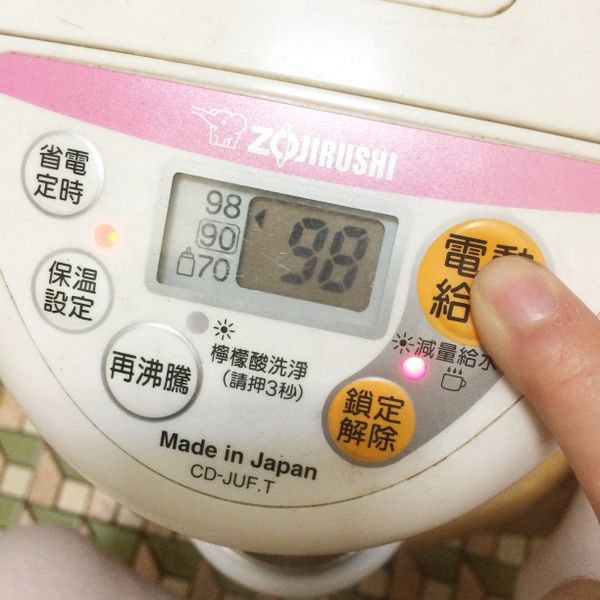 ZOJIRUSHI
省電
定時
98
90
70
98
電動
給
保溫
設定
再沸騰
檸檬酸洗淨
(請押3秒)
減量給水
鎖定
解除
Made in Japan
CD-JUF.T